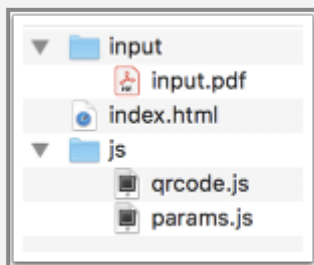 input
input.pdf
index.html
js
qrcode.js
params.js